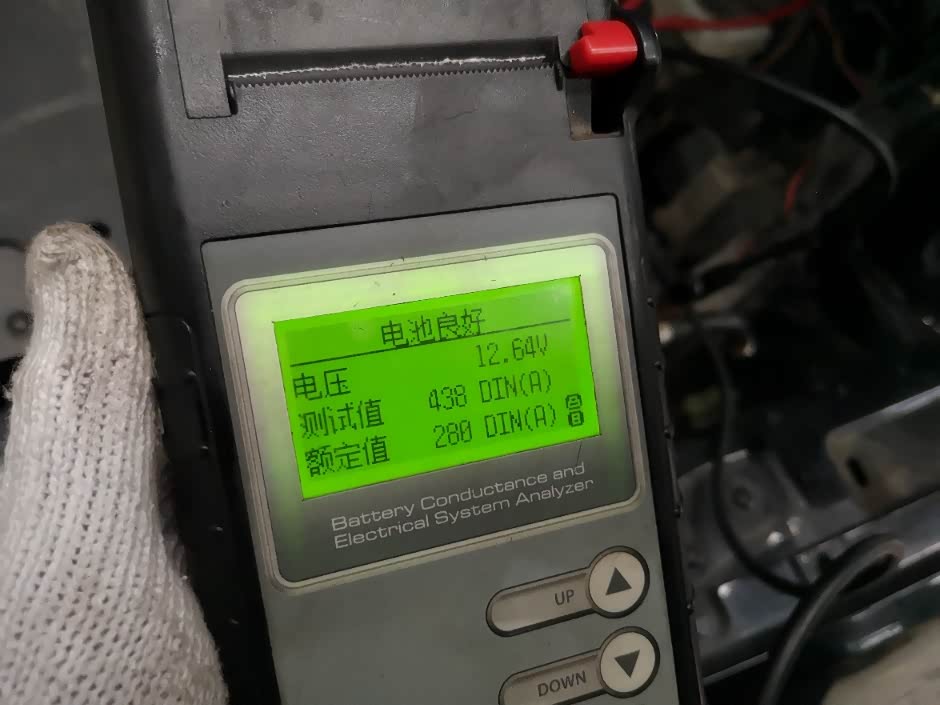 电池良好
电压 12.64V
测试值 438 DIN(A)
额定值 280 DIN(A)
Battery Conductance and
Electrical System Analyzer
UP
DOWN